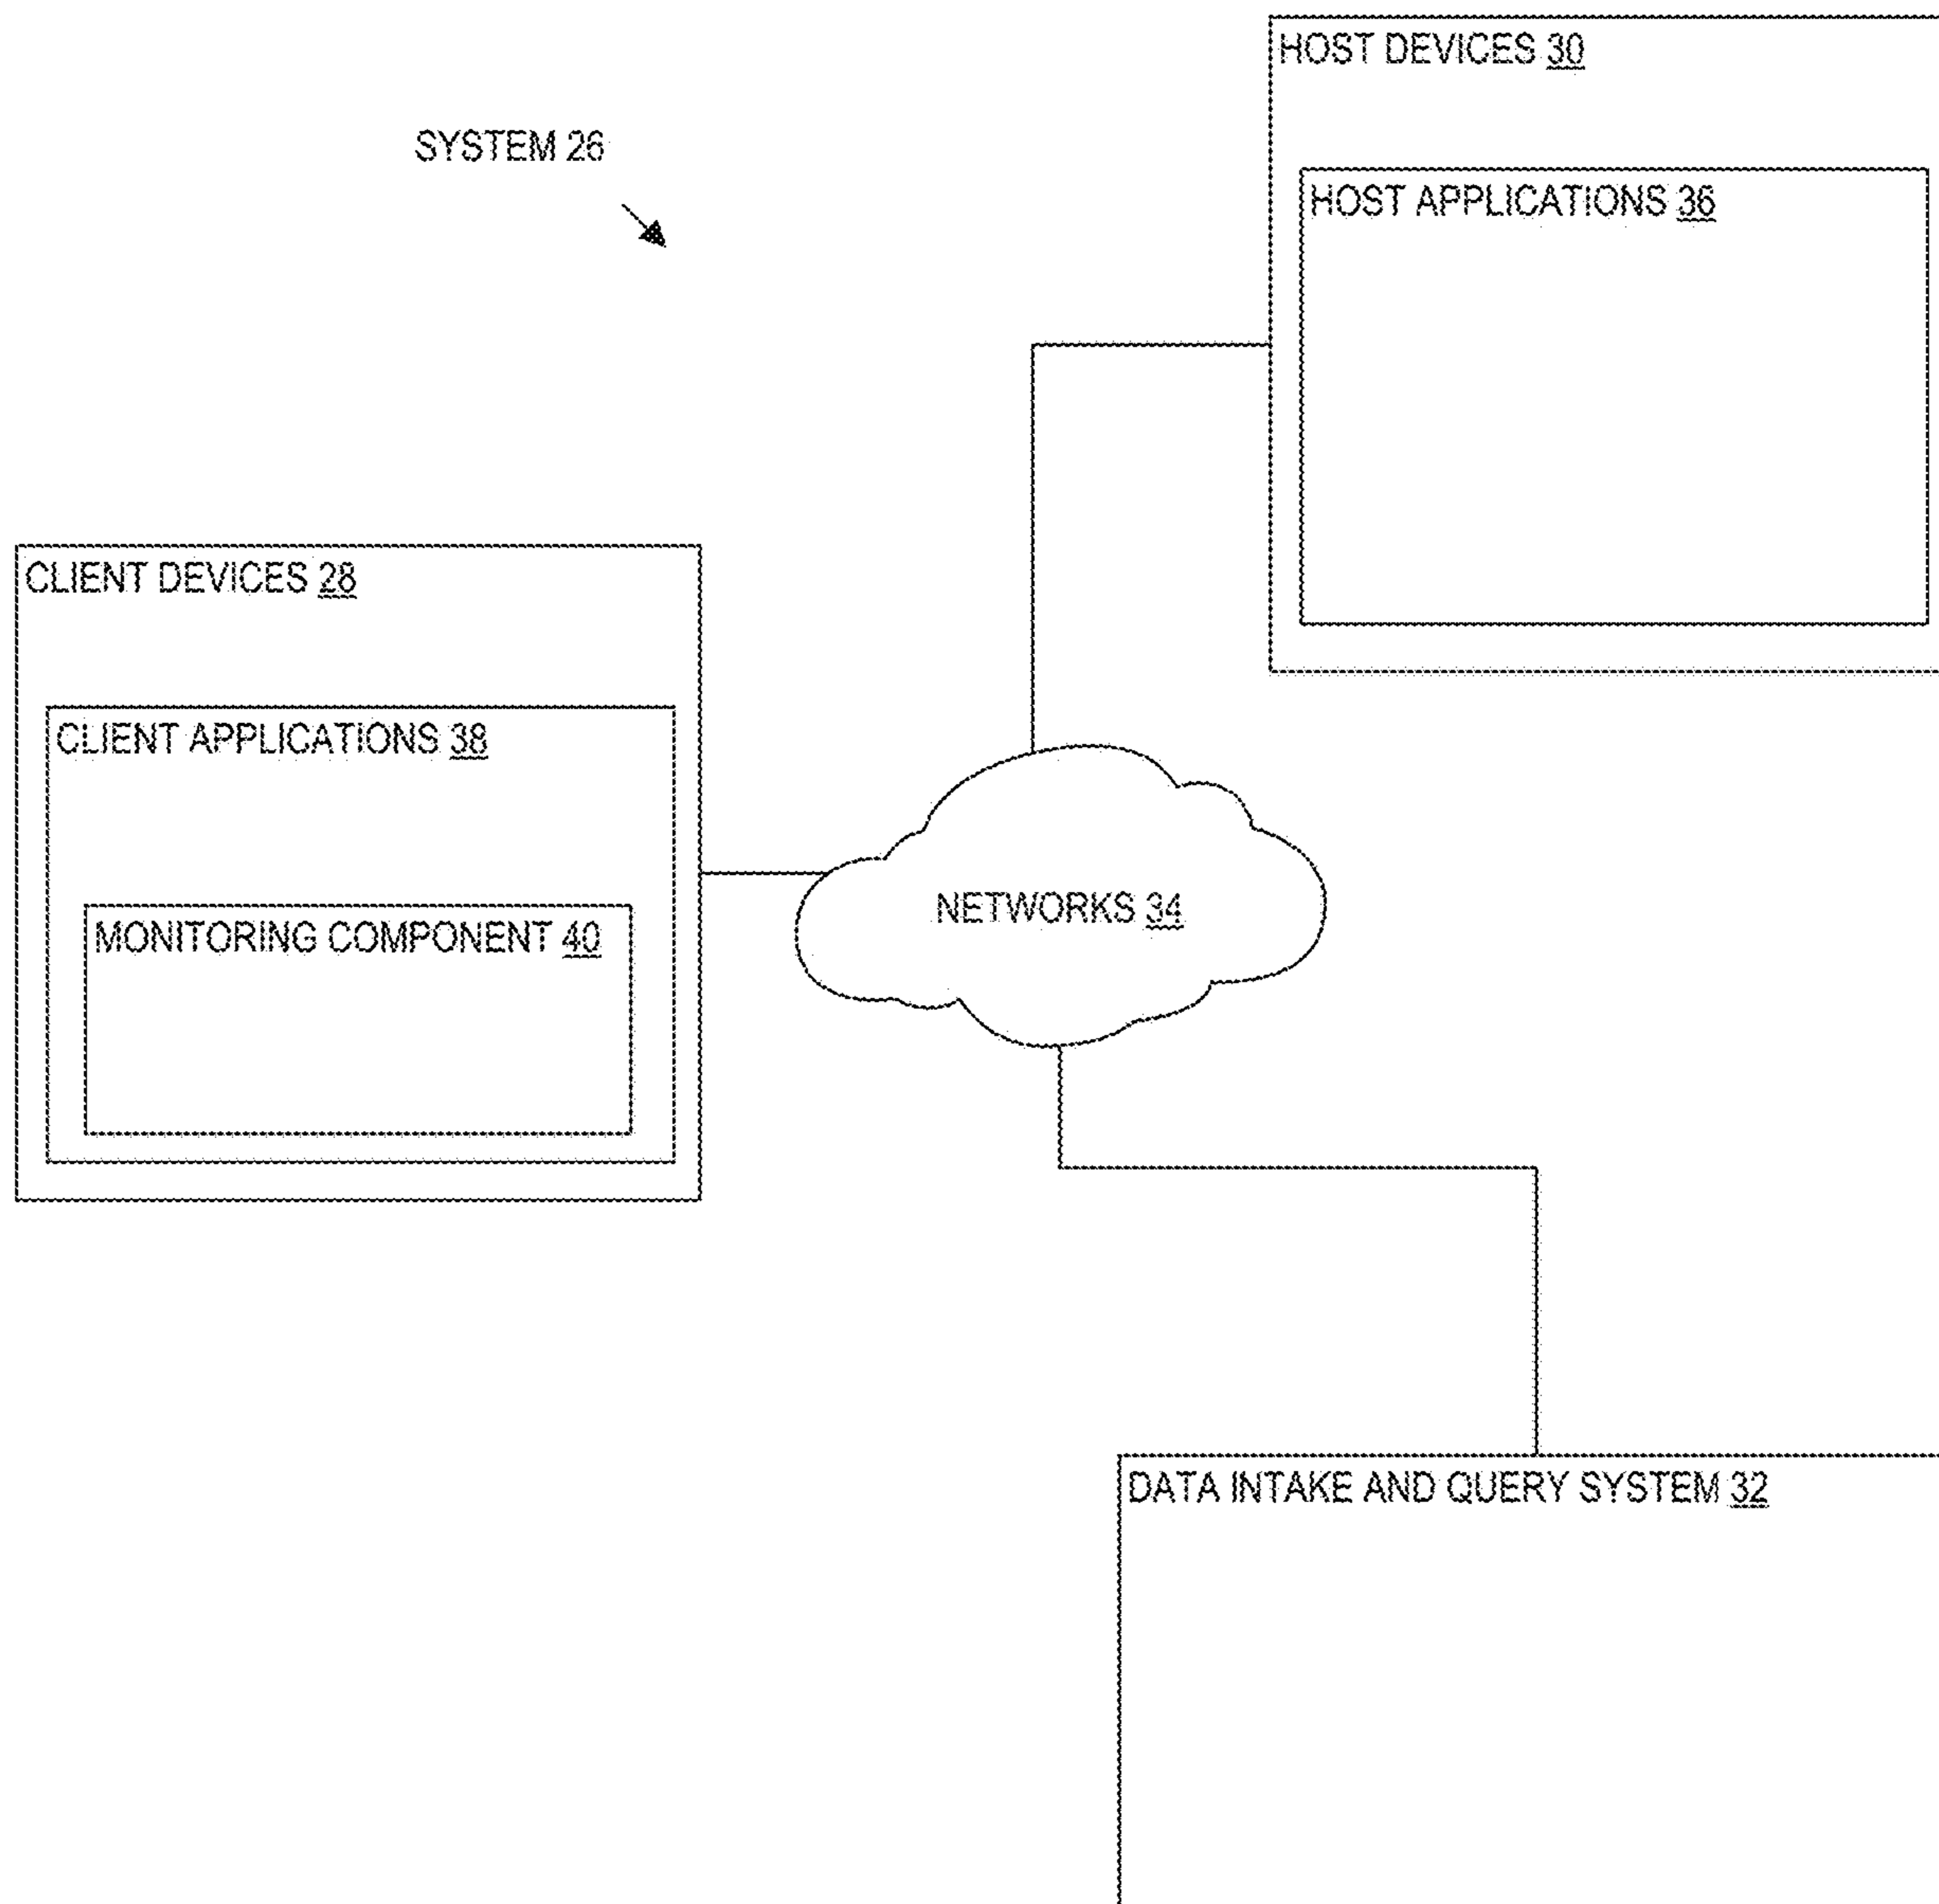 HOST DEVICES 30
SYSTEM 26
HOST APPLICATIONS 36
CLIENT DEVICES 28
CLIENT APPLICATIONS 38
NETWORKS 34
MONITORING COMPONENT 40
DATA INTAKE AND QUERY SYSTEM 32